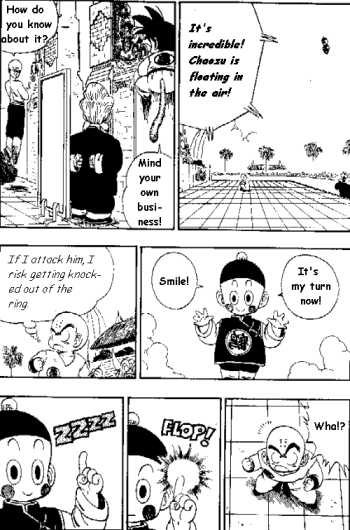 How do
you know
about it?
Mind
your
own
busi-
ness!
It's
incredible!
Chaozu is
floating in
the air!
If I attack him, I
risk getting knock-
ed out of the
ring
Smile!
It's
my turn
now!
ZZZZ
FLOP!
Wha!?